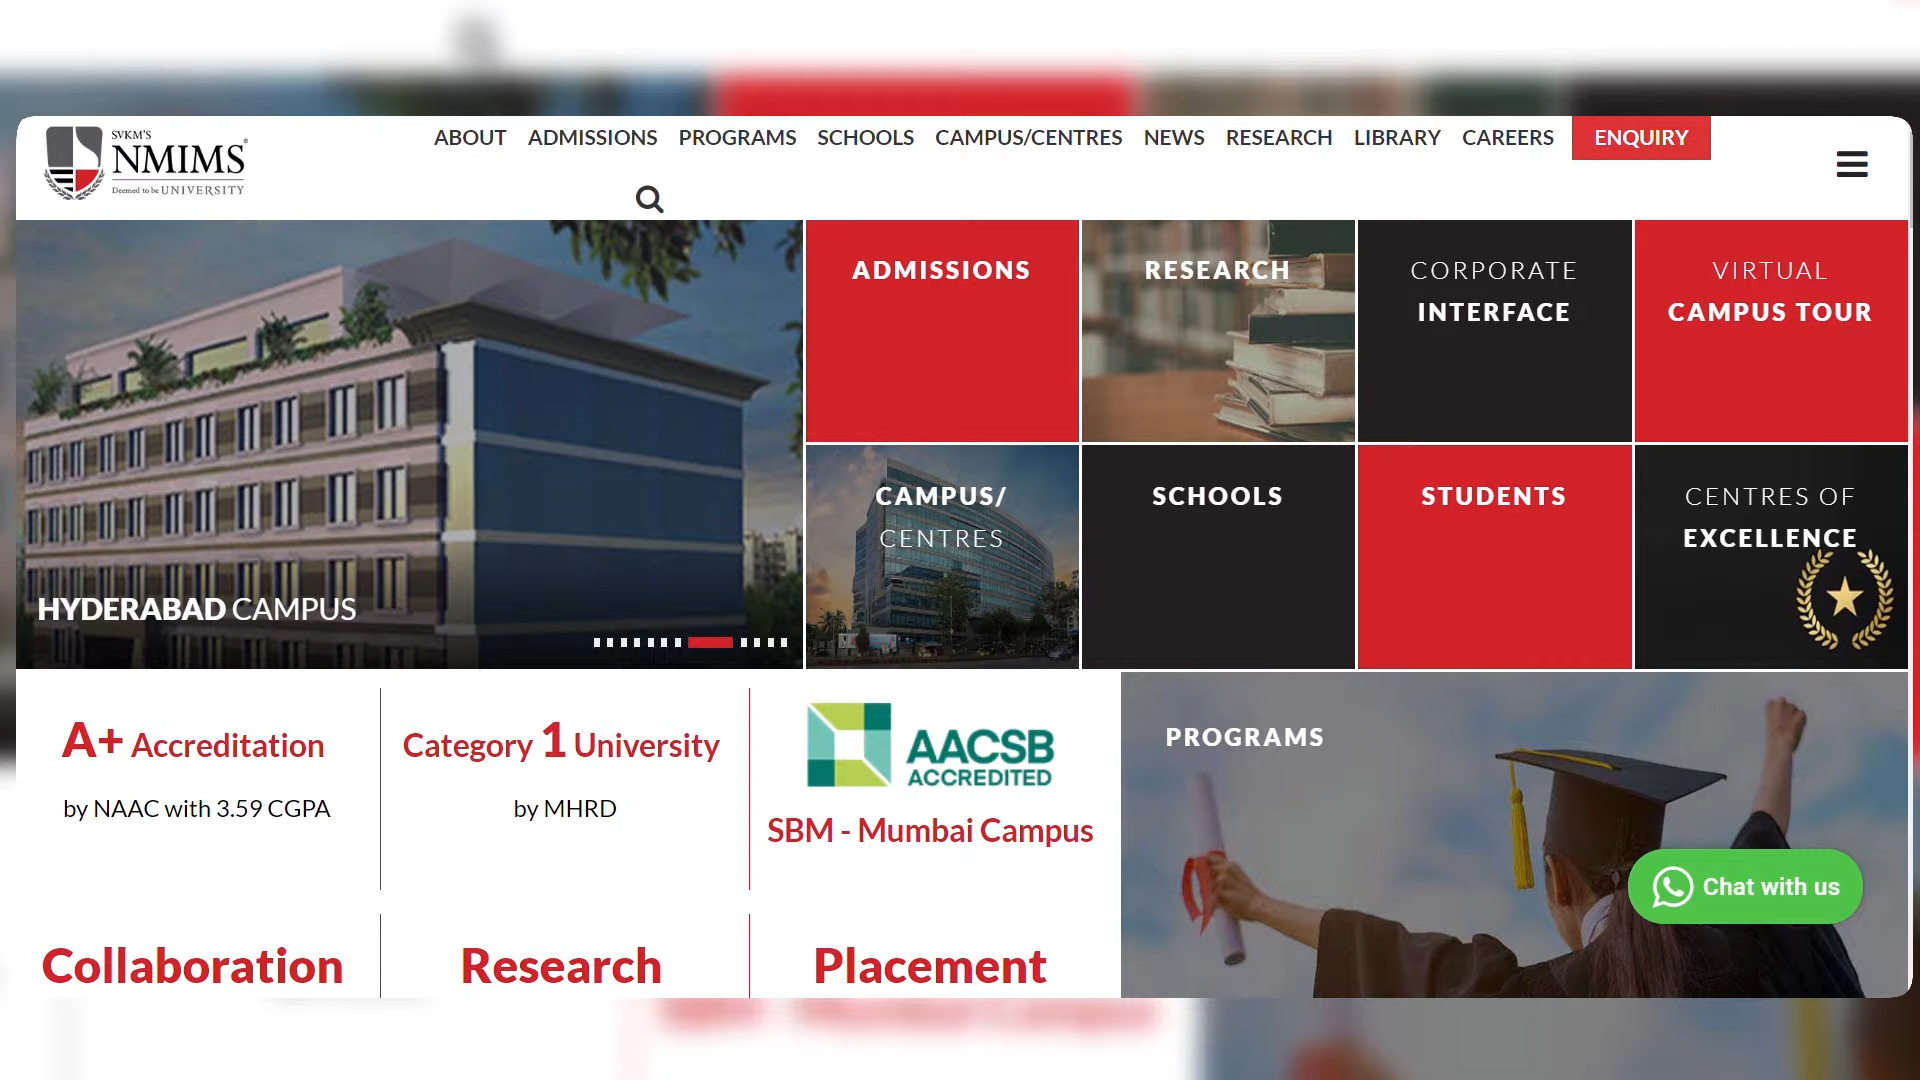 SVKM'S
NMIMS
Deemed to be UNIVERSITY
ABOUT ADMISSIONS PROGRAMS SCHOOLS CAMPUS/CENTRES NEWS RESEARCH LIBRARY CAREERS ENQUIRY
HYDERABAD CAMPUS
ADMISSIONS
RESEARCH
CORPORATE
INTERFACE
VIRTUAL
CAMPUS TOUR
CAMPUS/
CENTRES
SCHOOLS
STUDENTS
CENTRES OF
EXCELLENCE
A+ Accreditation
by NAAC with 3.59 CGPA
Category 1 University
by MHRD
AACSB
ACCREDITED
SBM - Mumbai Campus
PROGRAMS
Chat with us
Collaboration
Research
Placement